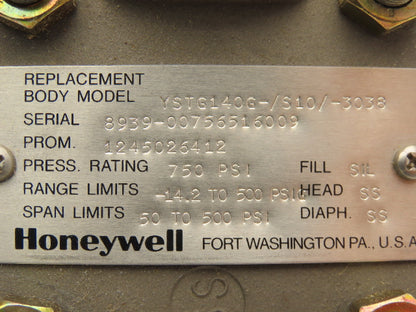 REPLACEMENT
BODY MODEL YSTG140G-/S10/-3038
SERIAL 8939-00756516009
PROM. 1245026412
PRESS. RATING 750 PSI FILL SIL
RANGE LIMITS -14.2 TO 500 PSIG HEAD SS
SPAN LIMITS 50 TO 500 PSI DIAPH. SS
Honeywell FORT WASHINGTON PA., U.S.A